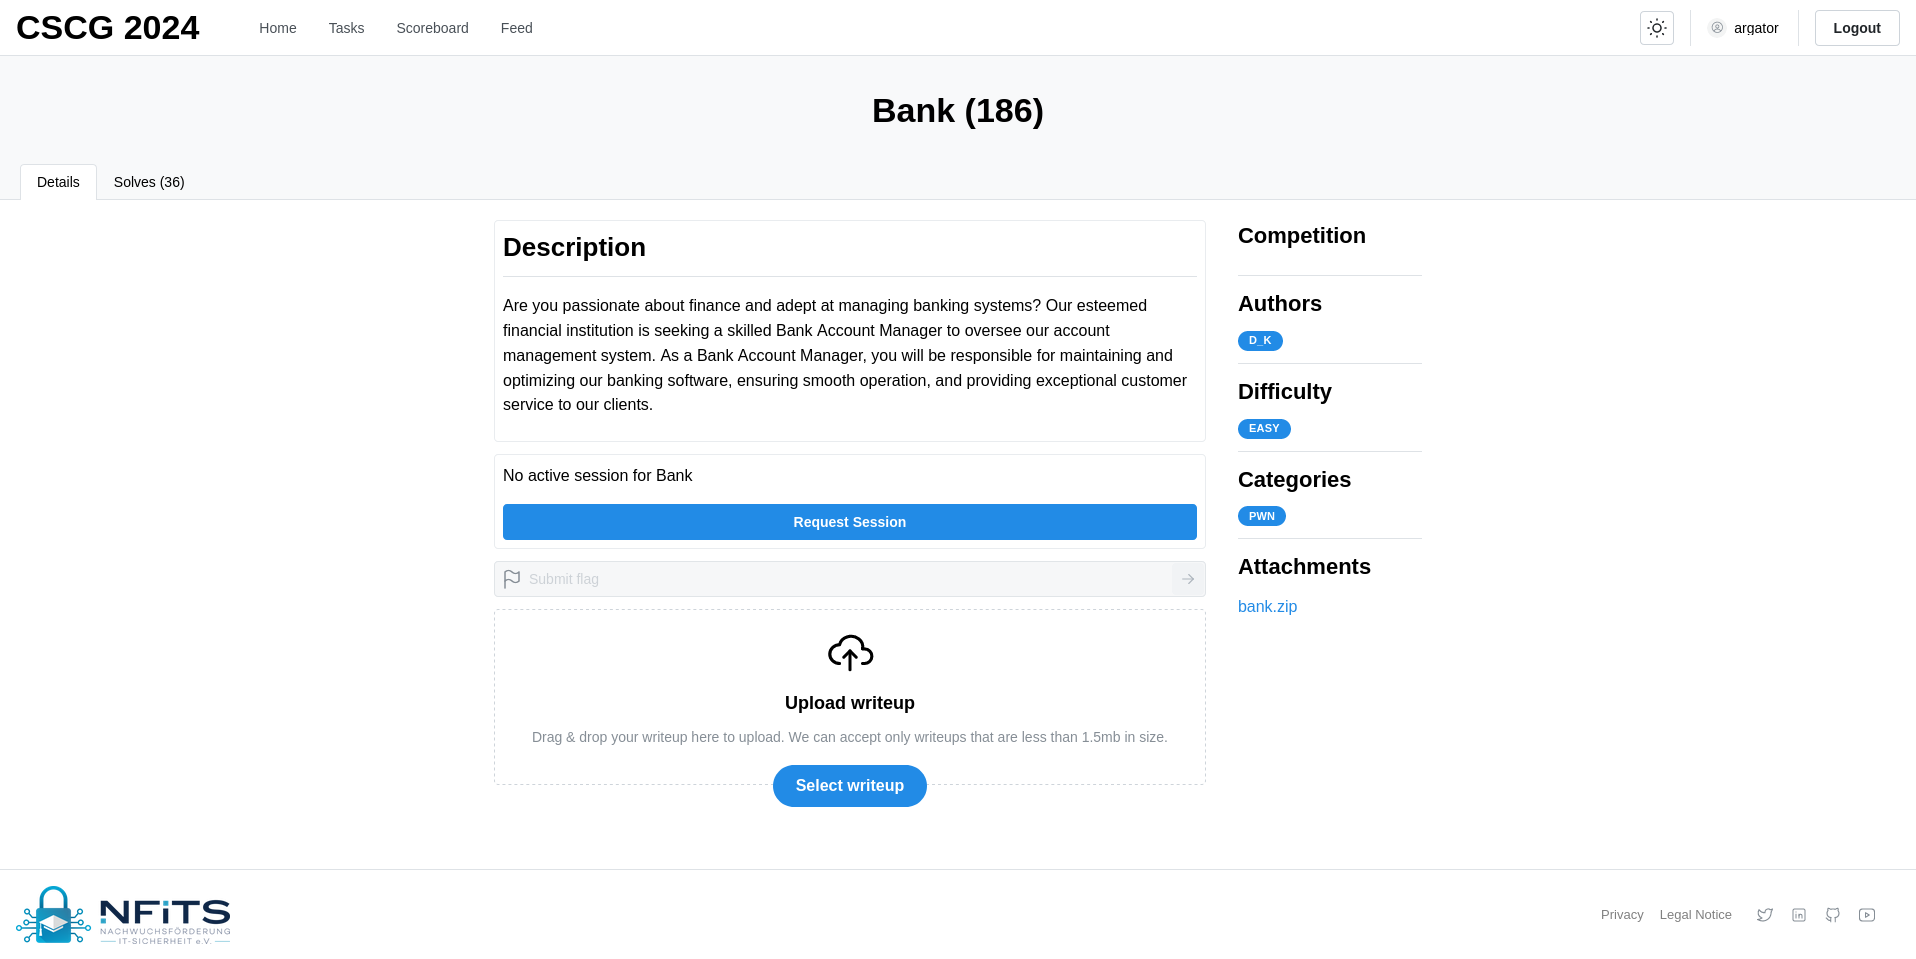 CSCG 2024
Home
Tasks
Scoreboard
Feed
argator
Logout
Bank (186)
Details
Solves (36)
Description
Are you passionate about finance and adept at managing banking systems? Our esteemed
financial institution is seeking a skilled Bank Account Manager to oversee our account
management system. As a Bank Account Manager, you will be responsible for maintaining and
optimizing our banking software, ensuring smooth operation, and providing exceptional customer
service to our clients.
No active session for Bank
Request Session
Submit flag
Upload writeup
Drag & drop your writeup here to upload. We can accept only writeups that are less than 1.5mb in size.
Select writeup
Competition
Authors
D_K
Difficulty
EASY
Categories
PWN
Attachments
bank.zip
NFiTS
NACHWUCHSFÖRDERUNG
IT-SICHERHEIT e.V.
Privacy
Legal Notice